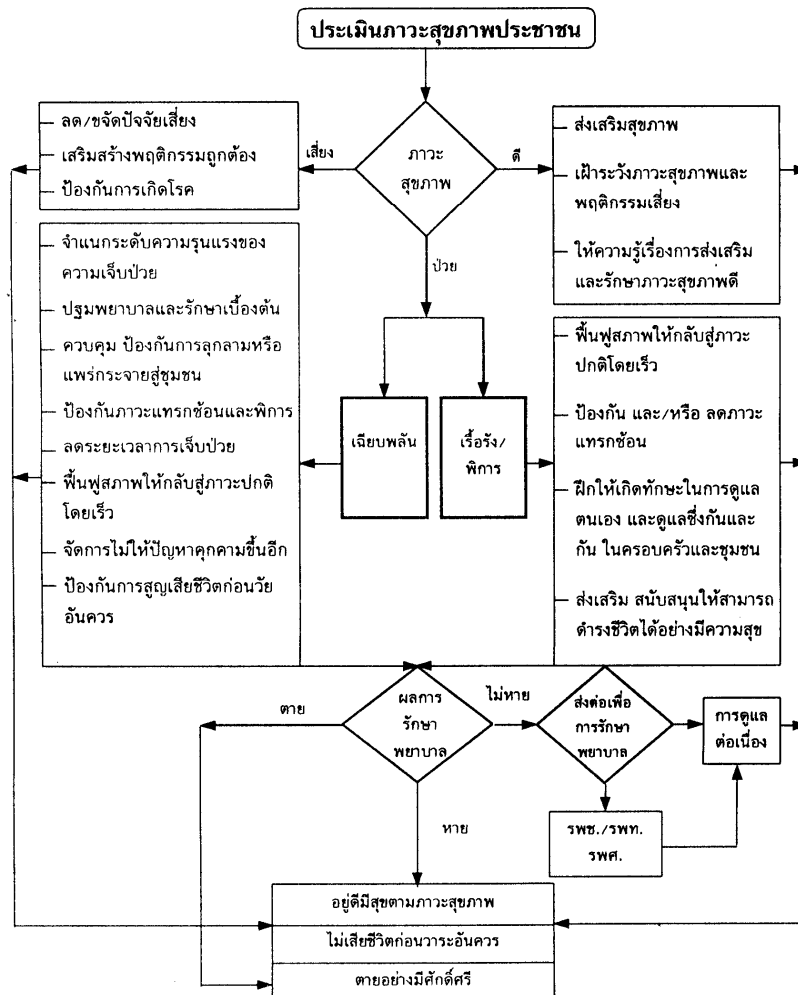 ประเมินภาวะสุขภาพประชาชน
ลด/ขจัดปัจจัยเสี่ยง
เสริมสร้างพฤติกรรมถูกต้อง
ป้องกันการเกิดโรค
เสี่ยง
ภาวะ
สุขภาพ
ดี
ส่งเสริมสุขภาพ
เฝ้าระวังภาวะสุขภาพและ
พฤติกรรมเสี่ยง
ให้ความรู้เรื่องการส่งเสริม
และรักษาภาวะสุขภาพดี
ป่วย
จำแนกระดับความรุนแรงของ
ความเจ็บป่วย
ปฐมพยาบาลและรักษาเบื้องต้น
ควบคุม ป้องกันการลุกลามหรือ
แพร่กระจายสู่ชุมชน
ป้องกันภาวะแทรกซ้อนและพิการ
ลดระยะเวลาการเจ็บป่วย
ฟื้นฟูสภาพให้กลับสู่ภาวะปกติ
โดยเร็ว
จัดการไม่ให้ปัญหาคุกคามขึ้นอีก
ป้องกันการสูญเสียชีวิตก่อนวัย
อันควร
เฉียบพลัน
เรื้อรัง/
พิการ
ฟื้นฟูสภาพให้กลับสู่ภาวะ
ปกติโดยเร็ว
ป้องกัน และ/หรือ ลดภาวะ
แทรกซ้อน
ฝึกให้เกิดทักษะในการดูแล
ตนเอง และดูแลซึ่งกันและ
กัน ในครอบครัวและชุมชน
ส่งเสริม สนับสนุนให้สามารถ
ดำรงชีวิตได้อย่างมีความสุข
ตาย
ผลการ
รักษา
พยาบาล
ไม่หาย
ส่งต่อเพื่อ
การรักษา
พยาบาล
การดูแล
ต่อเนื่อง
หาย
รพช./รพท.
รพศ.
อยู่ดีมีสุขตามภาวะสุขภาพ
ไม่เสียชีวิตก่อนวาระอันควร
ตายอย่างมีศักดิ์ศรี